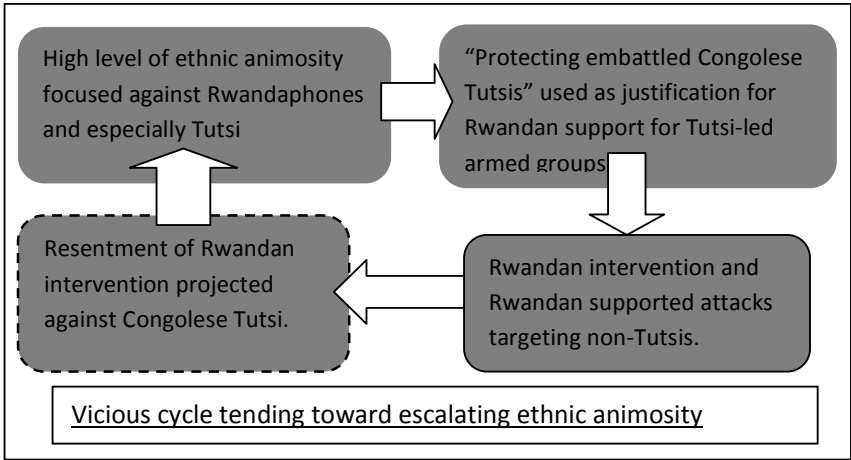 High level of ethnic animosity
focused against Rwandaphones
and especially Tutsi
“Protecting embattled Congolese
Tutsis” used as justification for
Rwandan support for Tutsi-led
armed groups
Rwandan intervention and
Rwandan supported attacks
targeting non-Tutsis.
Resentment of Rwandan
intervention projected
against Congolese Tutsi.
Vicious cycle tending toward escalating ethnic animosity